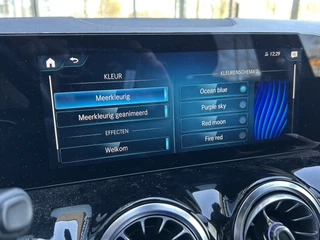 12:29
KLEUR
Meerkleurig
Meerkleurig geanimeerd
EFFECTEN
Welkom
KLEURENSCHEMA'S
Ocean blue
Purple sky
Red moon
Fire red